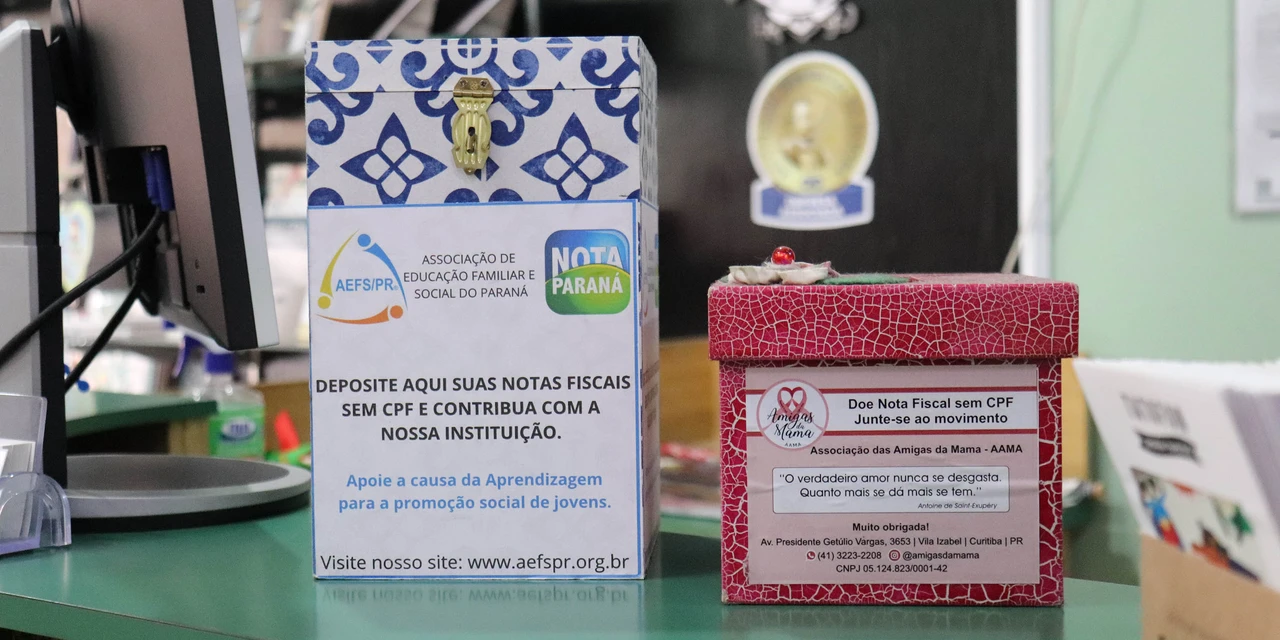 AEFS/PR
ASSOCIAÇÃO DE
EDUCAÇÃO FAMILIAR E
SOCIAL DO PARANÁ
NOTA
PARANÁ
DEPOSITE AQUI SUAS NOTAS FISCAIS
SEM CPF E CONTRIBUA COM A
NOSSA INSTITUIÇÃO.
Apoie a causa da Aprendizagem
para a promoção social de jovens.
Visite nosso site: www.aefspr.org.br
Amigas
da
Mama
AAMA
Doe Nota Fiscal sem CPF
Junte-se ao movimento
Associação das Amigas da Mama - AAMA
"O verdadeiro amor nunca se desgasta.
Quanto mais se dá mais se tem."
Antoine de Saint-Exupéry
Muito obrigada!
Av. Presidente Getúlio Vargas, 3653 | Vila Izabel | Curitiba | PR
(41) 3223-2208 @amigasdamama
CNPJ 05.124.823/0001-42